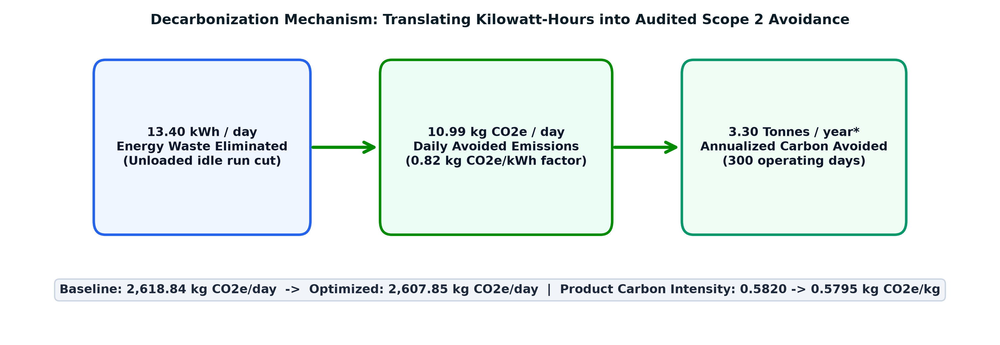 Decarbonization Mechanism: Translating Kilowatt-Hours into Audited Scope 2 Avoidance
13.40 kWh / day
Energy Waste Eliminated
(Unloaded idle run cut)
10.99 kg CO2e / day
Daily Avoided Emissions
(0.82 kg CO2e/kWh factor)
3.30 Tonnes / year*
Annualized Carbon Avoided
(300 operating days)
Baseline: 2,618.84 kg CO2e/day -> Optimized: 2,607.85 kg CO2e/day | Product Carbon Intensity: 0.5820 -> 0.5795 kg CO2e/kg